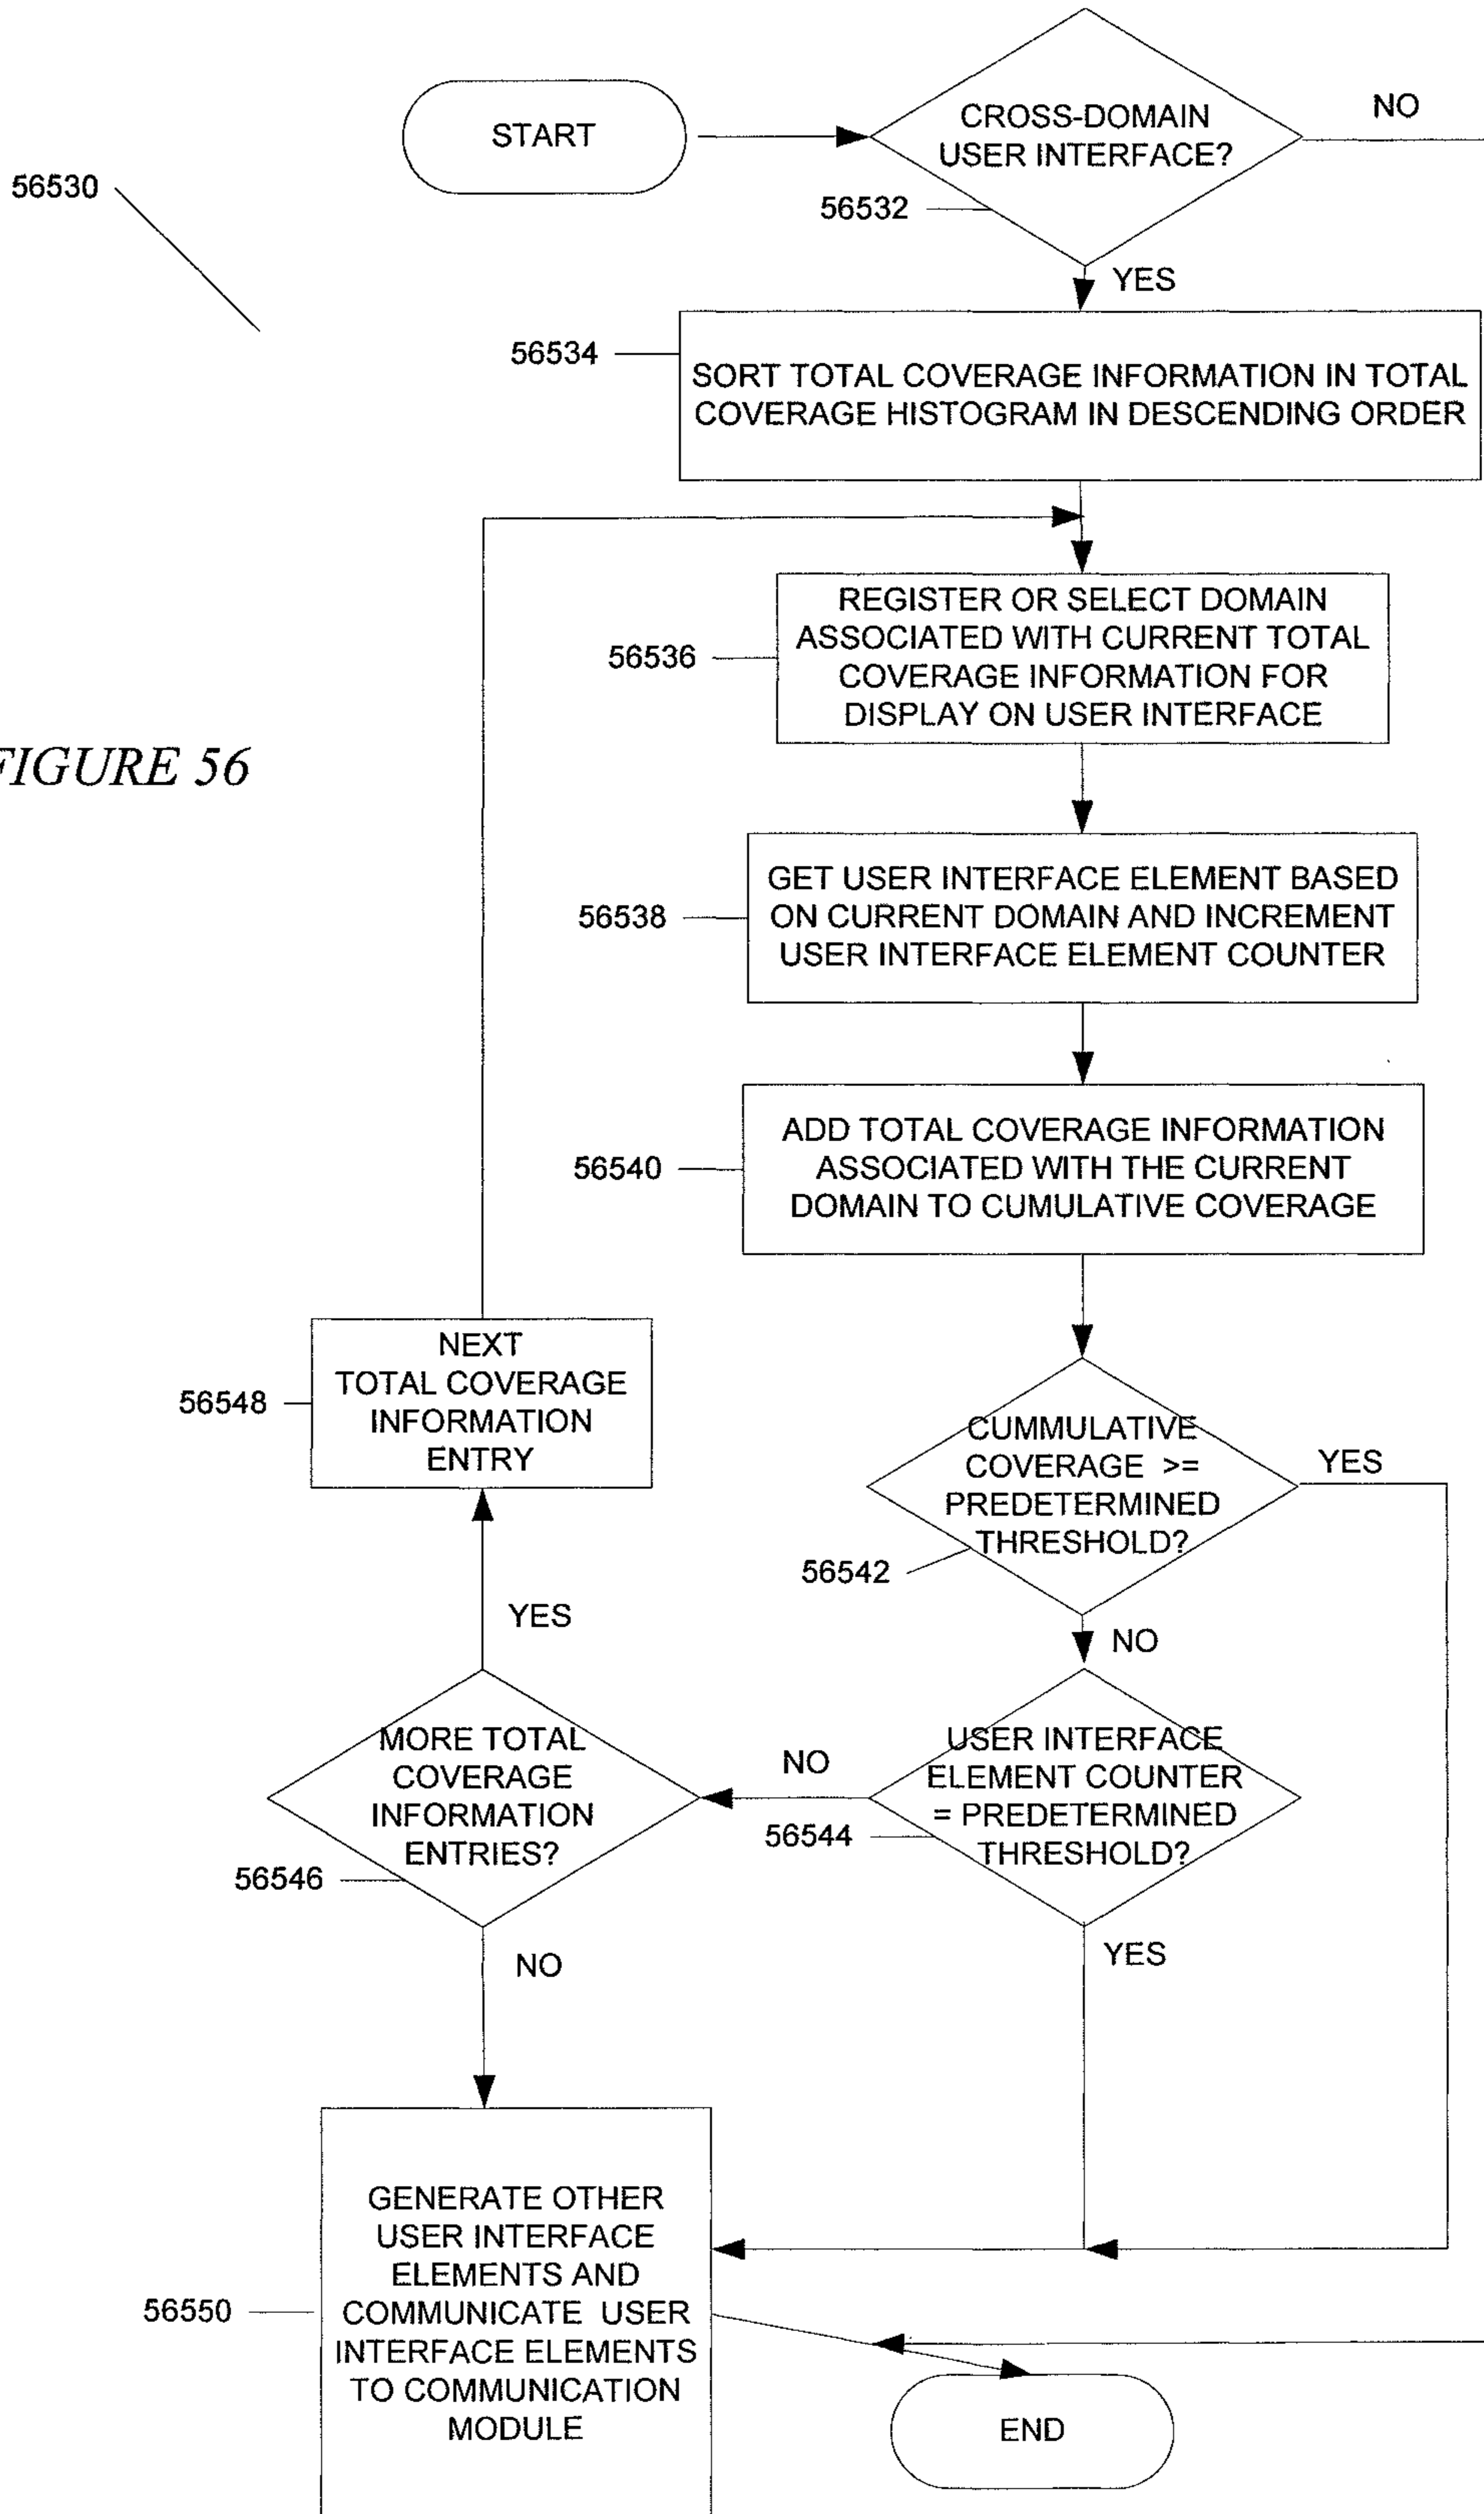 START
CROSS-DOMAIN
USER INTERFACE?
NO
56530
56532
YES
56534
SORT TOTAL COVERAGE INFORMATION IN TOTAL
COVERAGE HISTOGRAM IN DESCENDING ORDER
56536
REGISTER OR SELECT DOMAIN
ASSOCIATED WITH CURRENT TOTAL
COVERAGE INFORMATION FOR
DISPLAY ON USER INTERFACE
FIGURE 56
56538
GET USER INTERFACE ELEMENT BASED
ON CURRENT DOMAIN AND INCREMENT
USER INTERFACE ELEMENT COUNTER
56540
ADD TOTAL COVERAGE INFORMATION
ASSOCIATED WITH THE CURRENT
DOMAIN TO CUMULATIVE COVERAGE
56548
NEXT
TOTAL COVERAGE
INFORMATION
ENTRY
CUMMULATIVE
COVERAGE >=
PREDETERMINED
THRESHOLD?
YES
56542
YES
NO
MORE TOTAL
COVERAGE
INFORMATION
ENTRIES?
56546
NO
USER INTERFACE
ELEMENT COUNTER
= PREDETERMINED
THRESHOLD?
56544
NO
YES
56550
GENERATE OTHER
USER INTERFACE
ELEMENTS AND
COMMUNICATE USER
INTERFACE ELEMENTS
TO COMMUNICATION
MODULE
END